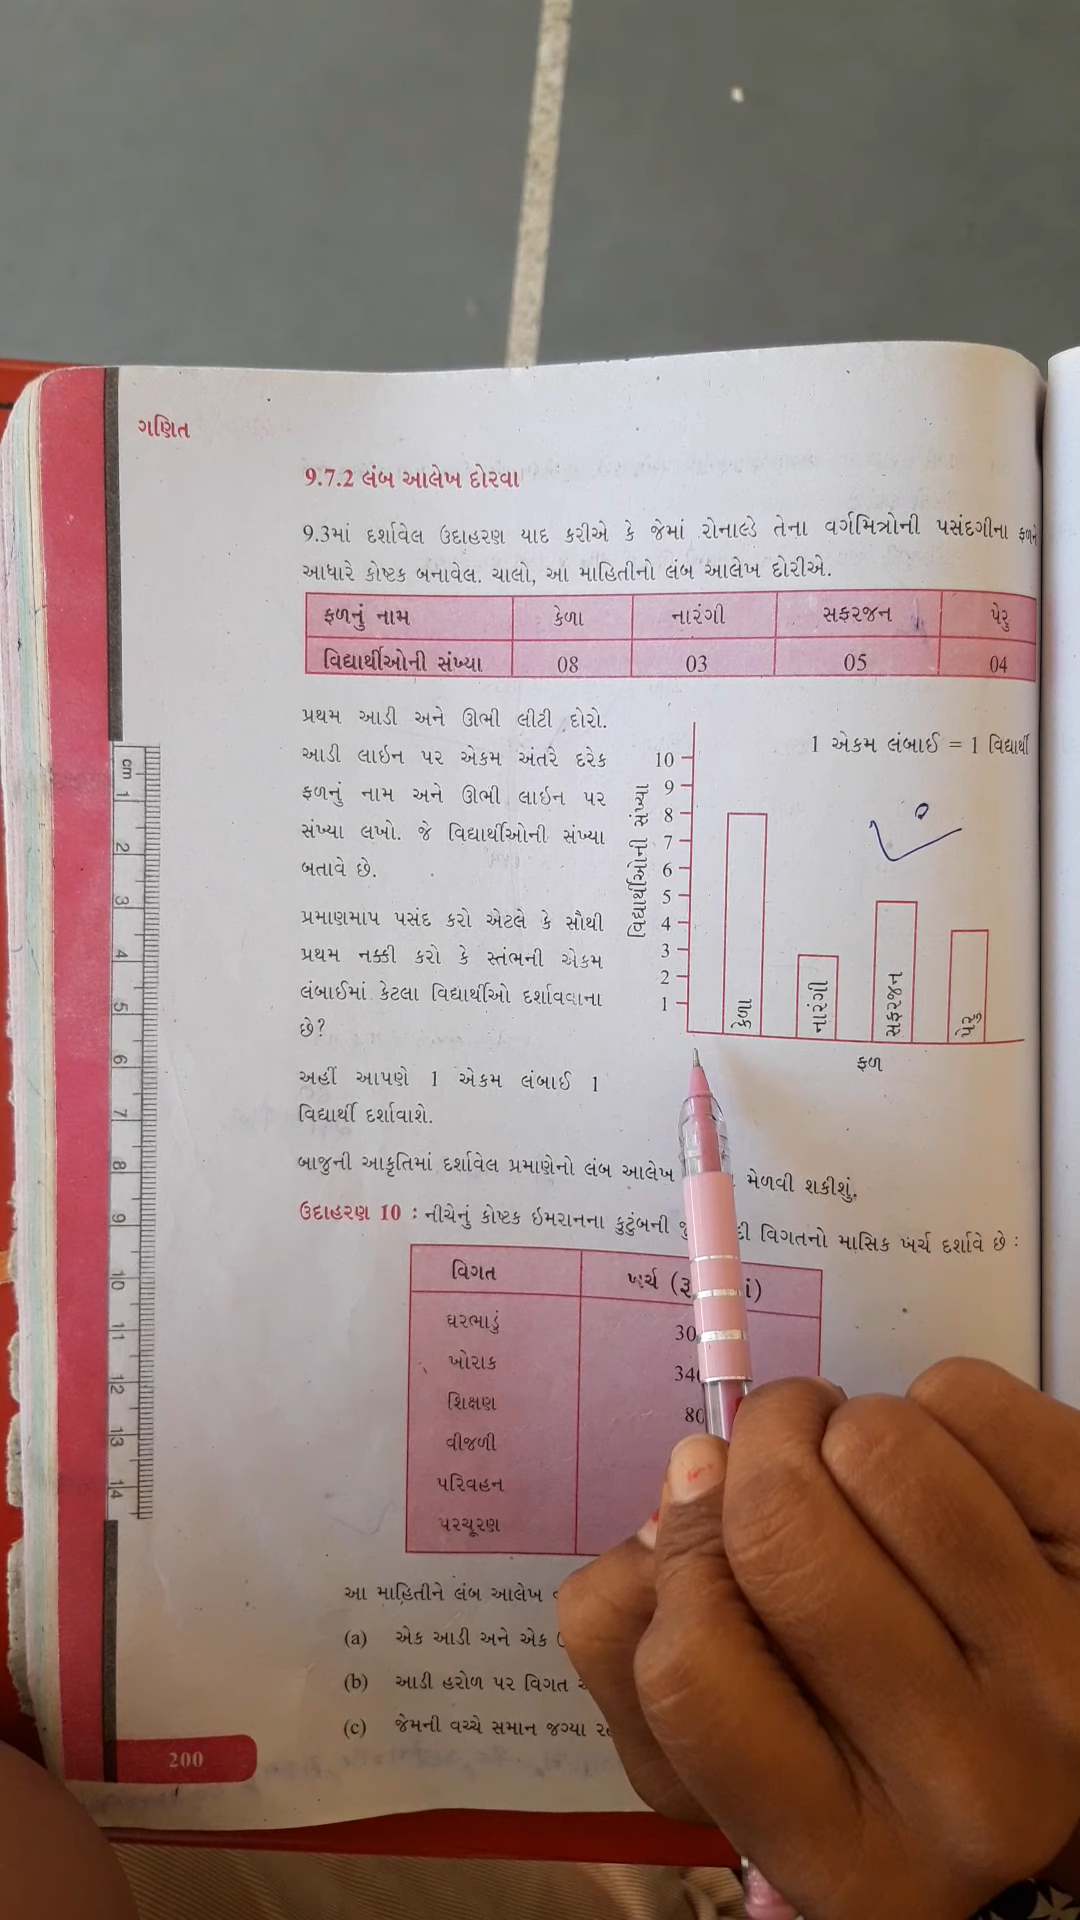 ગણિત
9.7.2 લંબ આલેખ દોરવા
9.3માં દર્શાવેલ ઉદાહરણ યાદ કરીએ કે જેમાં રોનાલ્ડે તેના વર્ગમિત્રોની પસંદગીના ફળને
આધારે કોષ્ટક બનાવેલ. ચાલો, આ માહિતીનો લંબ આલેખ દોરીએ.
ફળનું નામ કેળા નારંગી સફરજન પેરુ
વિદ્યાર્થીઓની સંખ્યા 08 03 05 04
પ્રથમ આડી અને ઊભી લીટી દોરો.
આડી લાઇન પર એકમ અંતરે દરેક
ફળનું નામ અને ઊભી લાઇન પર
સંખ્યા લખો. જે વિદ્યાર્થીઓની સંખ્યા
બતાવે છે.
પ્રમાણમાપ પસંદ કરો એટલે કે સૌથી
પ્રથમ નક્કી કરો કે સ્તંભની એકમ
લંબાઈમાં કેટલા વિદ્યાર્થીઓ દર્શાવવાના
છે?
અહીં આપણે 1 એકમ લંબાઈ 1
વિદ્યાર્થી દર્શાવાશે.
1 એકમ લંબાઈ = 1 વિદ્યાર્થી
વિદ્યાર્થીઓની સંખ્યા
10
9
8
7
6
5
4
3
2
1
કેળા
નારંગી
સફરજન
પેરુ
ફળ
બાજુની આકૃતિમાં દર્શાવેલ પ્રમાણેનો લંબ આલેખ મેળવી શકીશું.
ઉદાહરણ 10 : નીચેનું કોષ્ટક ઇમરાનના કુટુંબની વિગતનો માસિક ખર્ચ દર્શાવે છે :
વિગત ખર્ચ
ઘરભાડું
ખોરાક
શિક્ષણ
વીજળી
પરિવહન
પરચૂરણ
આ માહિતીને લંબ આલેખ
(a) એક આડી અને એક
(b) આડી હરોળ પર વિગત
(c) જેમની વચ્ચે સમાન જગ્યા
200
cm 1 2 3 4 5 6 7 8 9 10 11 12 13 14